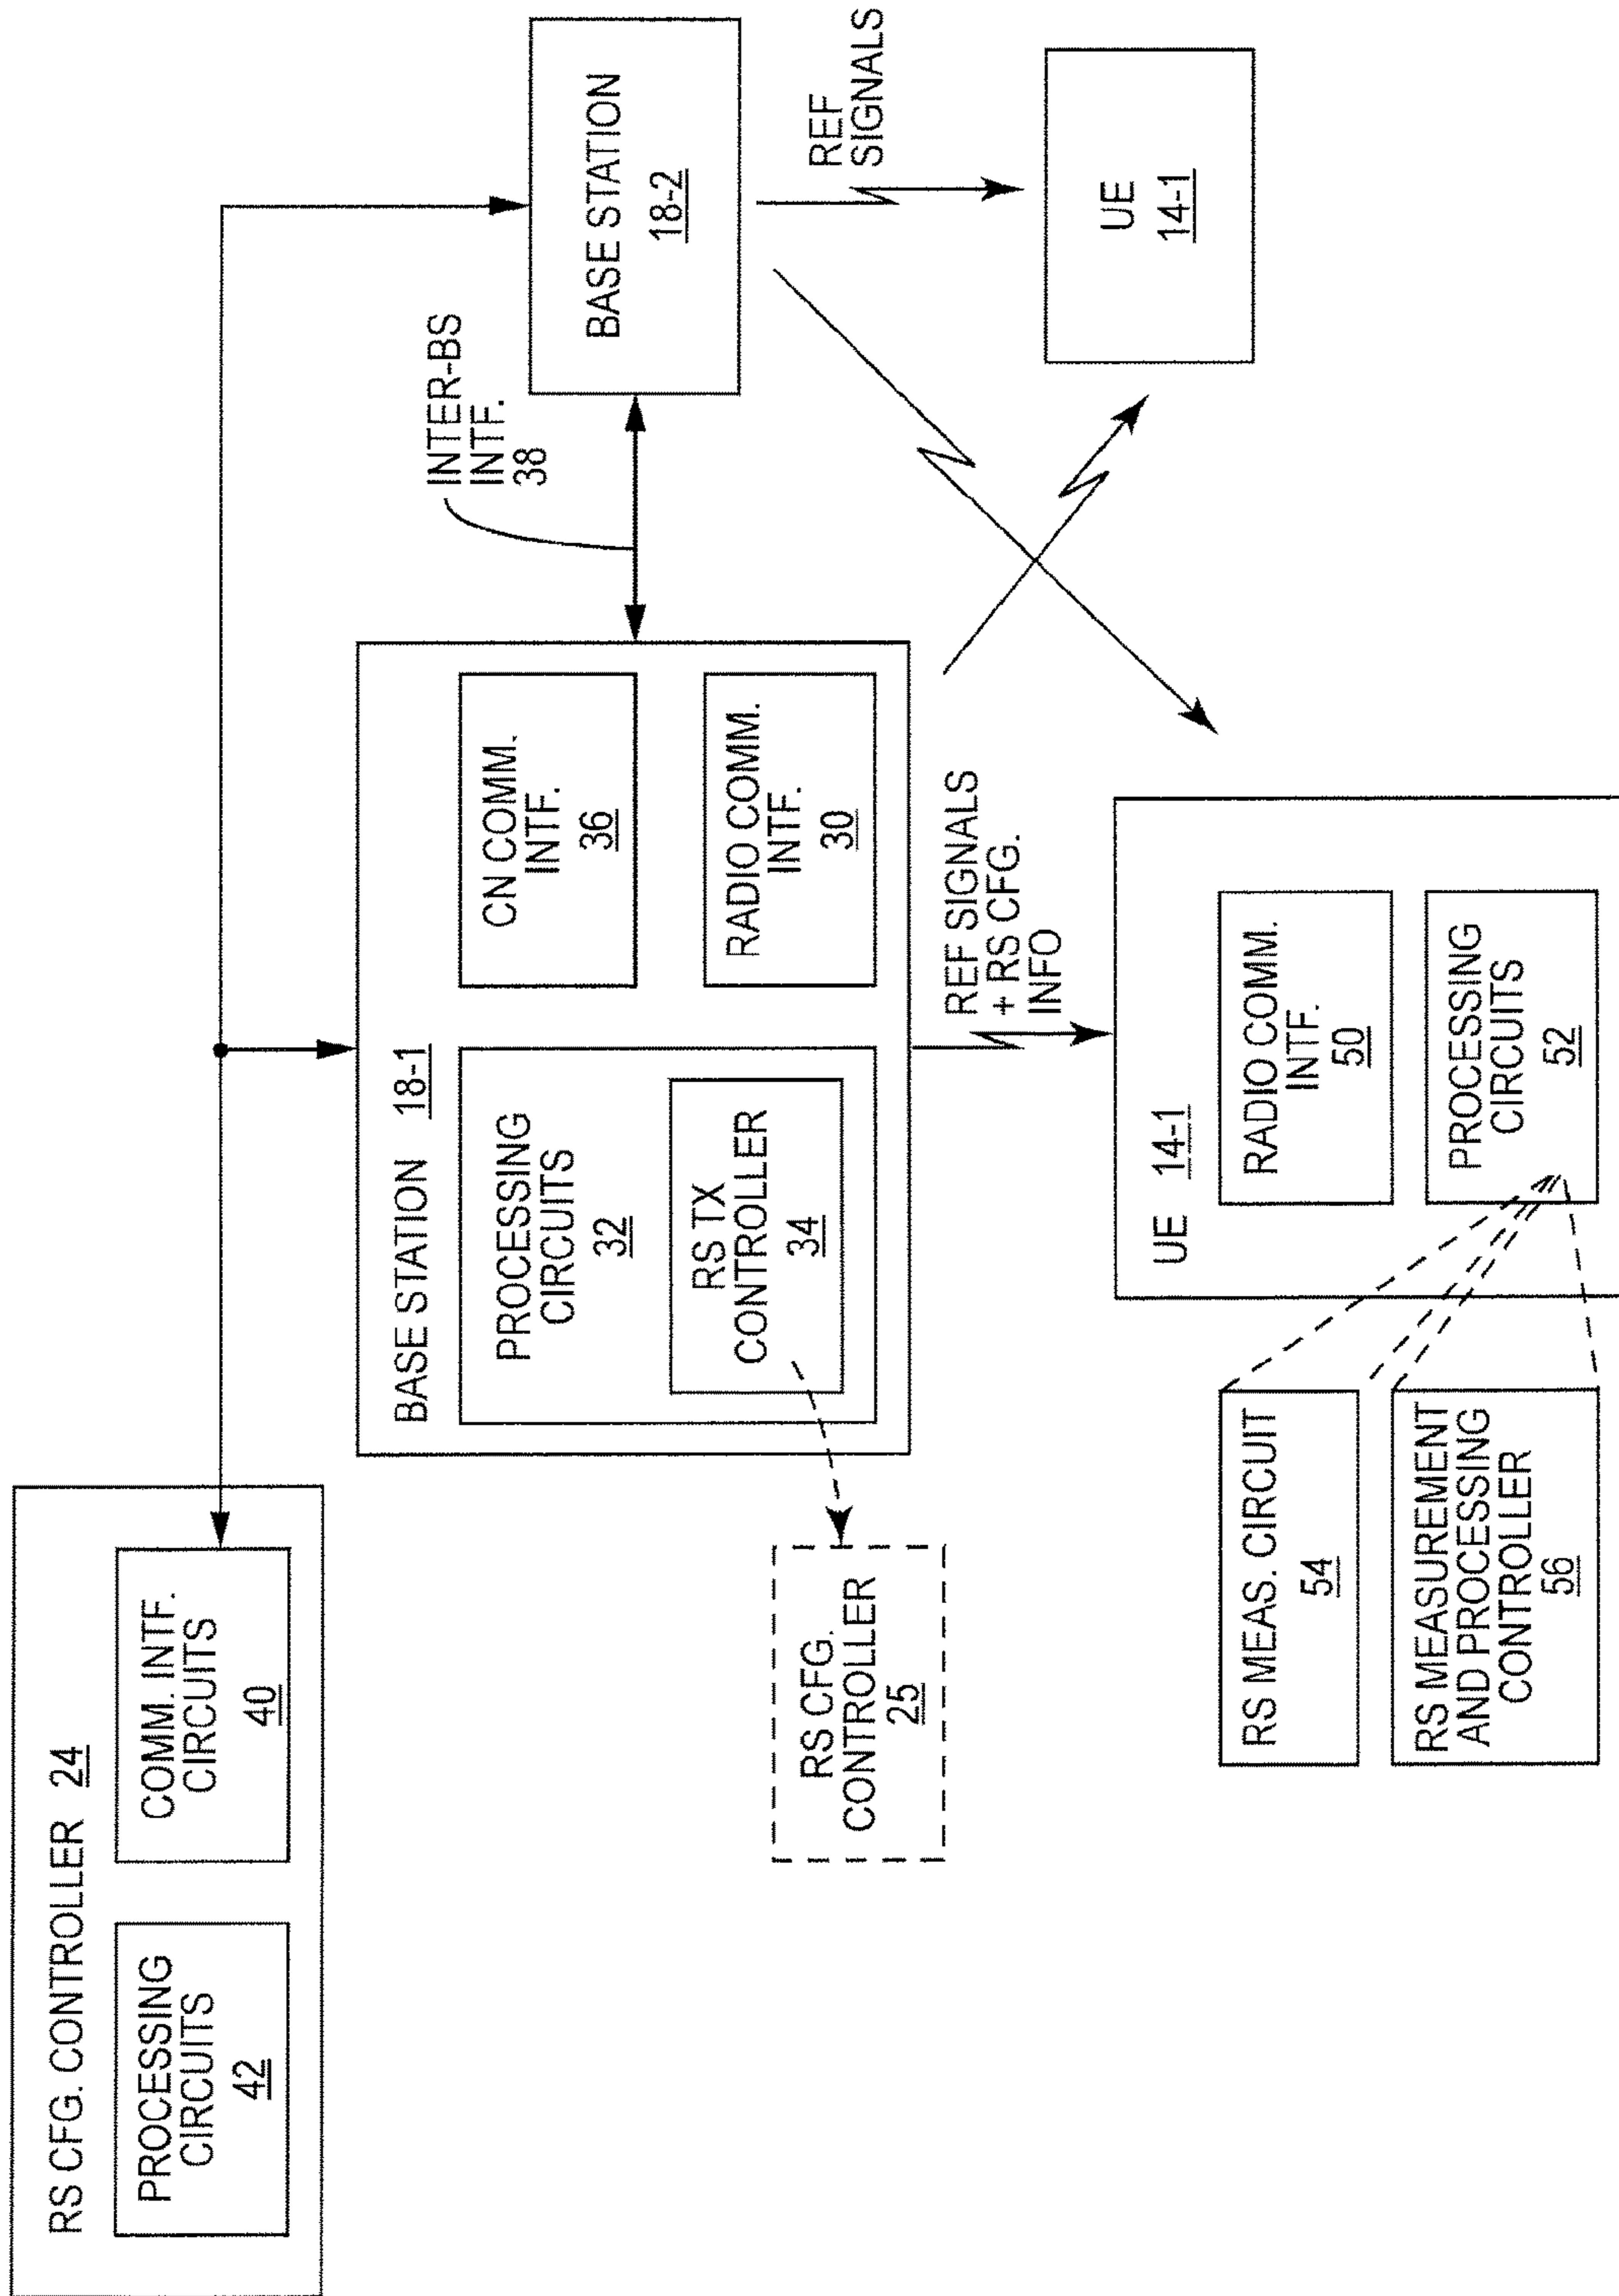 RS CFG. CONTROLLER 24
PROCESSING
CIRCUITS
42
COMM. INTF.
CIRCUITS
40
BASE STATION 18-1
PROCESSING
CIRCUITS
32
RS TX
CONTROLLER
34
CN COMM.
INTF.
36
RADIO COMM.
INTF.
30
INTER-BS
INTF.
38
BASE STATION
18-2
RS CFG.
CONTROLLER
25
REF SIGNALS
+ RS CFG.
INFO
REF
SIGNALS
UE
14-1
UE 14-1
RADIO COMM.
INTF.
50
PROCESSING
CIRCUITS
52
RS MEAS. CIRCUIT
54
RS MEASUREMENT
AND PROCESSING
CONTROLLER
56